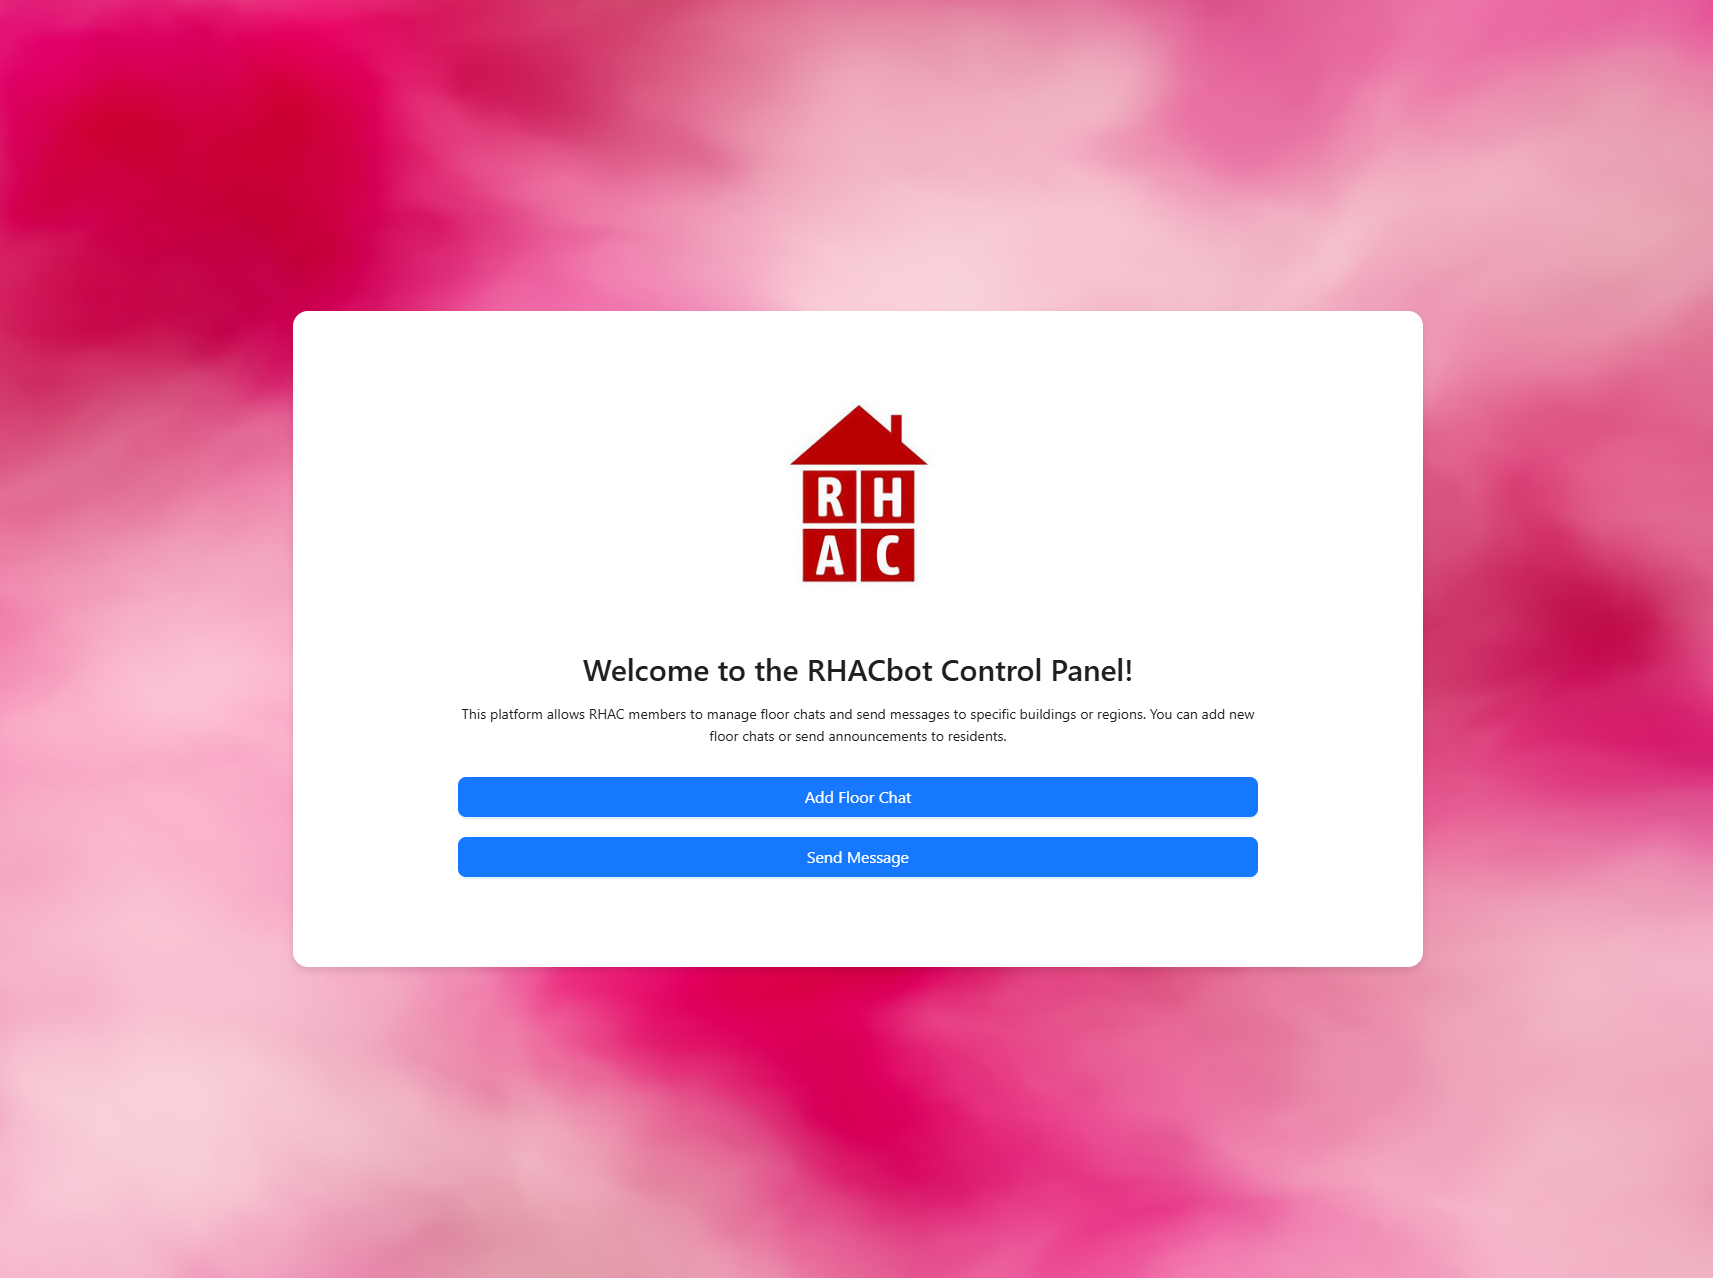 R H
A C
Welcome to the RHACbot Control Panel!
This platform allows RHAC members to manage floor chats and send messages to specific buildings or regions. You can add new
floor chats or send announcements to residents.
Add Floor Chat
Send Message